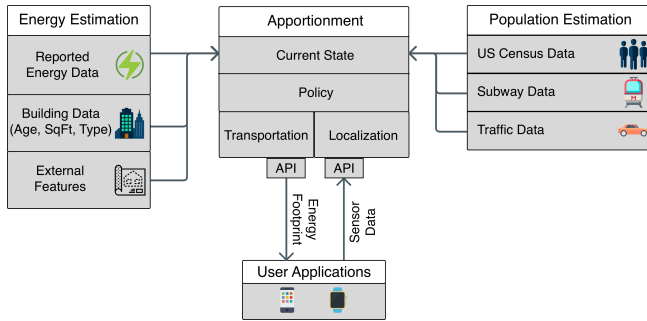 Energy Estimation
Reported
Energy Data
Building Data
(Age, SqFt, Type)
External
Features
Apportionment
Current State
Policy
Transportation
Localization
API
API
Population Estimation
US Census Data
Subway Data
M
Traffic Data
Energy
Footprint
Sensor
Data
User Applications